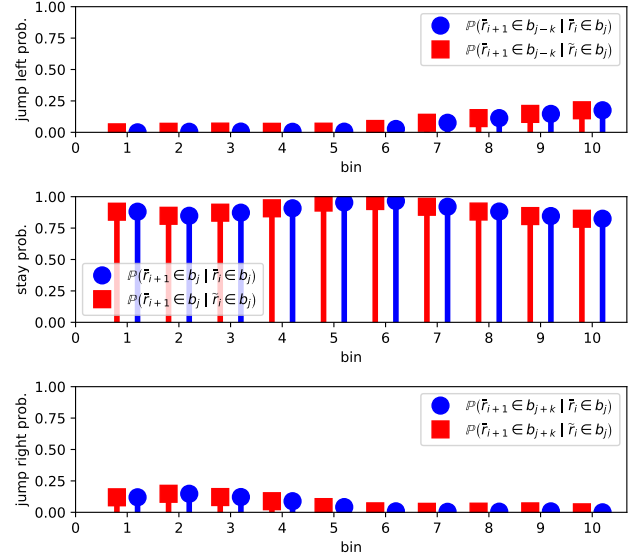 jump left prob.
1.00
0.75
0.50
0.25
0.00
ℙ(r̄ᵢ₊₁ ∈ bⱼ₋ₖ | r̄ᵢ ∈ bⱼ)
ℙ(r̄ᵢ₊₁ ∈ bⱼ₋ₖ | r̃ᵢ ∈ bⱼ)
0 1 2 3 4 5 6 7 8 9 10
bin
stay prob.
1.00
0.75
0.50
0.25
0.00
ℙ(r̄ᵢ₊₁ ∈ bⱼ | r̄ᵢ ∈ bⱼ)
ℙ(r̄ᵢ₊₁ ∈ bⱼ | r̃ᵢ ∈ bⱼ)
0 1 2 3 4 5 6 7 8 9 10
bin
jump right prob.
1.00
0.75
0.50
0.25
0.00
ℙ(r̄ᵢ₊₁ ∈ bⱼ₊ₖ | r̄ᵢ ∈ bⱼ)
ℙ(r̄ᵢ₊₁ ∈ bⱼ₊ₖ | r̃ᵢ ∈ bⱼ)
0 1 2 3 4 5 6 7 8 9 10
bin